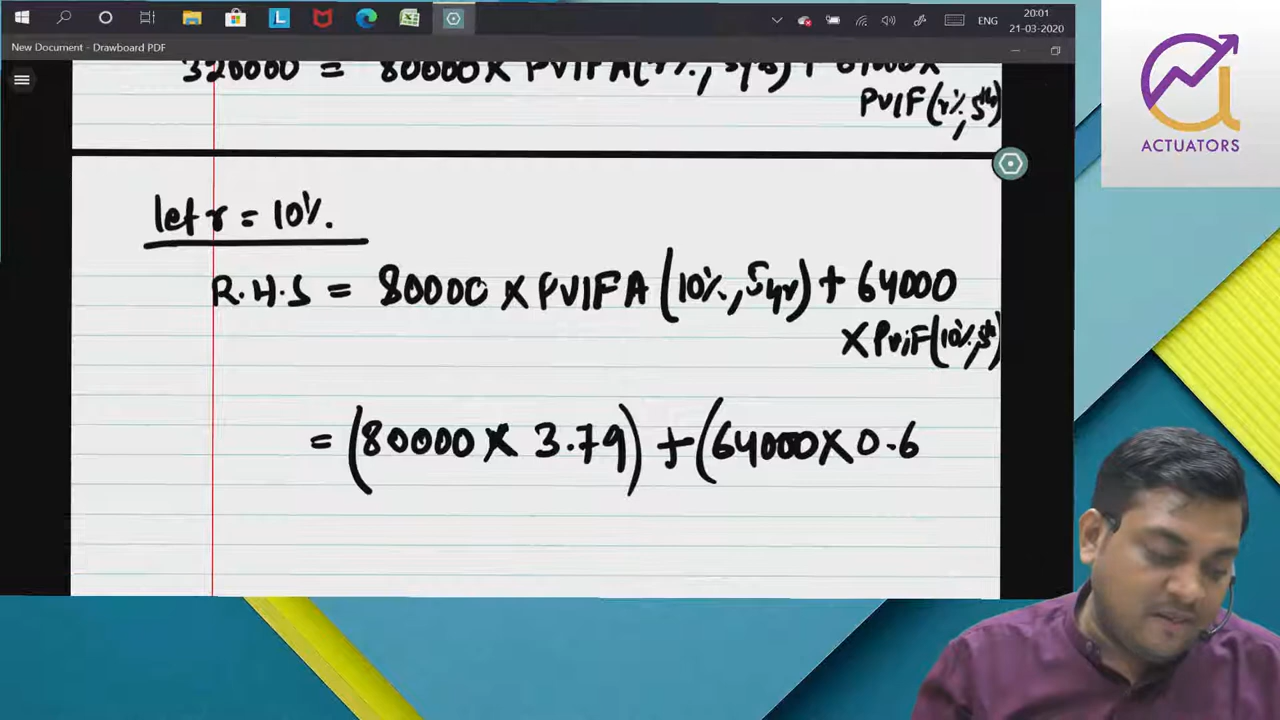 20:01
ENG
21-03-2020
New Document - Drawboard PDF
320000 = 80000 X PVIFA(r%, 5yr) + 64000 X
PVIF(r%, 5th)
ACTUATORS
let r = 10%.
R.H.S = 80000 X PVIFA (10%, 5yr) + 64000
X PviF(10%, 5th)
= (80000 X 3.79) + (64000 X 0.6